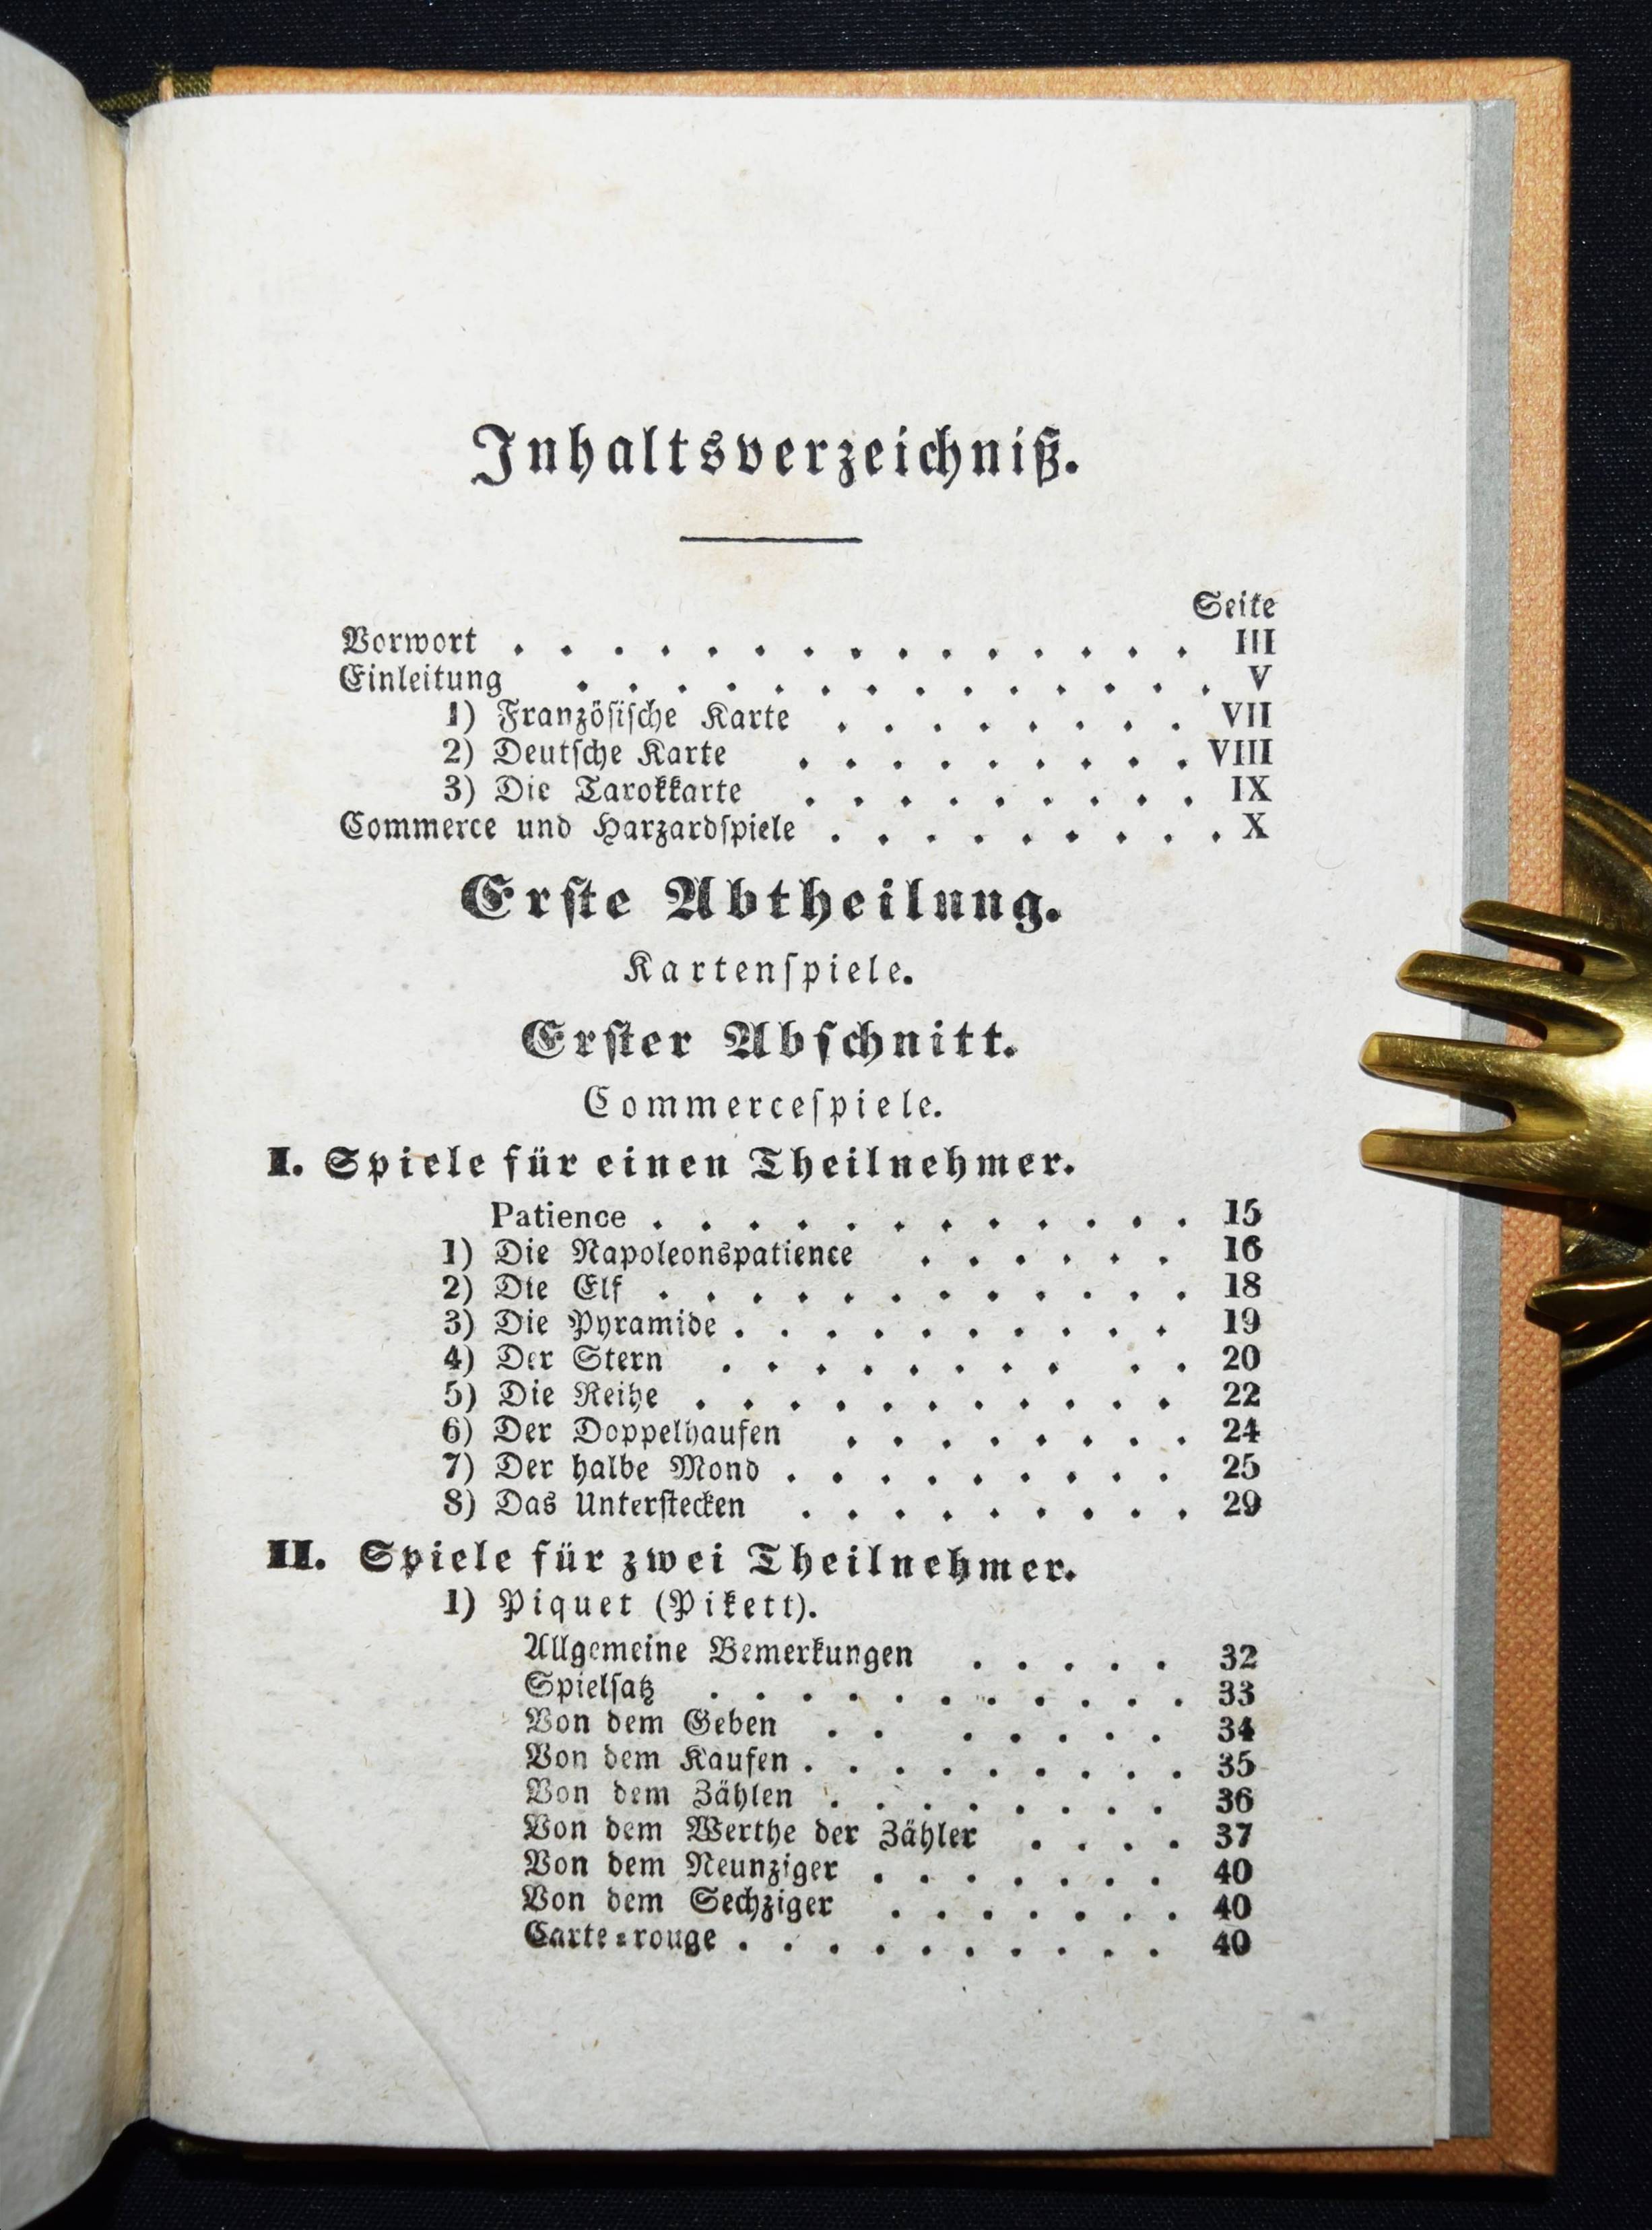 Inhaltsverzeichniß.
Seite
Vorwort . . . . . . . . . . . . . . . III
Einleitung . . . . . . . . . . . . . . V
1) Französische Karte . . . . . . . . VII
2) Deutsche Karte . . . . . . . . . VIII
3) Die Tarokkarte . . . . . . . . . IX
Commerce und Harzardspiele . . . . . . . . . X
Erste Abtheilung.
Kartenspiele.
Erster Abschnitt.
Commercespiele.
I. Spiele für einen Theilnehmer.
Patience . . . . . . . . . . . . 15
1) Die Napoleonspatience . . . . . . 16
2) Die Elf . . . . . . . . . . . . 18
3) Die Pyramide . . . . . . . . . . 19
4) Der Stern . . . . . . . . . . 20
5) Die Reihe . . . . . . . . . . . 22
6) Der Doppelhaufen . . . . . . . . 24
7) Der halbe Mond . . . . . . . . . 25
8) Das Unterstecken . . . . . . . . . 29
II. Spiele für zwei Theilnehmer.
1) Piquet (Pikett).
Allgemeine Bemerkungen . . . . . 32
Spielsatz . . . . . . . . . . . 33
Von dem Geben . . . . . . . 34
Von dem Kaufen . . . . . . . . . 35
Von dem Zählen . . . . . . . . 36
Von dem Werthe der Zähler . . . . 37
Von dem Neunziger . . . . . . . 40
Von dem Sechziger . . . . . . . 40
Carte=rouge . . . . . . . . . . 40